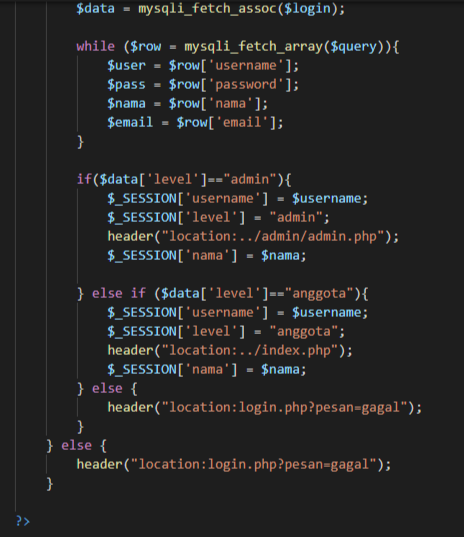 $data = mysqli_fetch_assoc($login);
while ($row = mysqli_fetch_array($query)){
$user = $row['username'];
$pass = $row['password'];
$nama = $row['nama'];
$email = $row['email'];
}
if($data['level']=="admin"){
$_SESSION['username'] = $username;
$_SESSION['level'] = "admin";
header("location:../admin/admin.php");
$_SESSION['nama'] = $nama;
} else if ($data['level']=="anggota"){
$_SESSION['username'] = $username;
$_SESSION['level'] = "anggota";
header("location:../index.php");
$_SESSION['nama'] = $nama;
} else {
header("location:login.php?pesan=gagal");
}
} else {
header("location:login.php?pesan=gagal");
}
?>